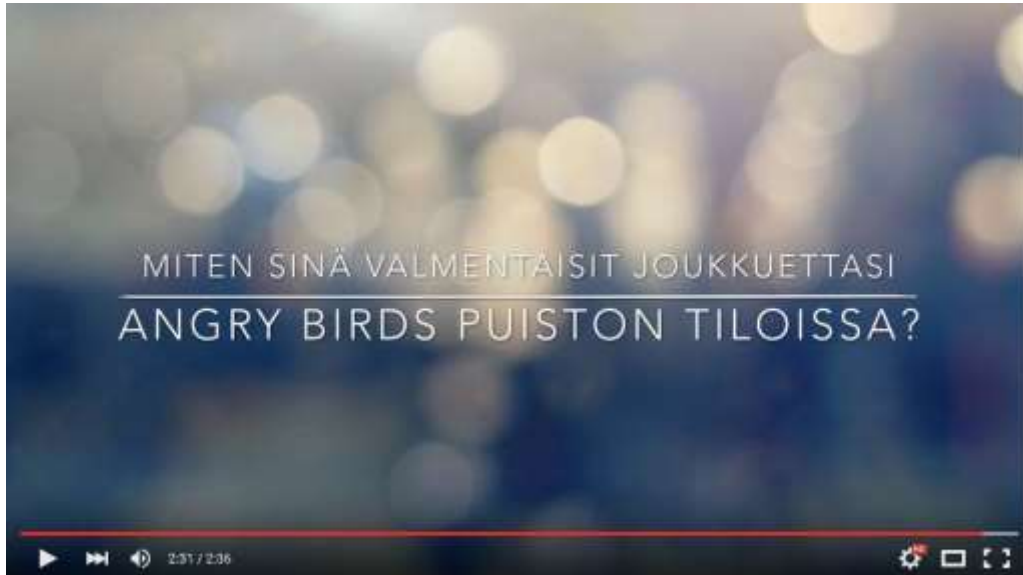 MITEN SINÄ VALMENTAISIT JOUKKUETTASI
ANGRY BIRDS PUISTON TILOISSA?
2:31 / 2:36